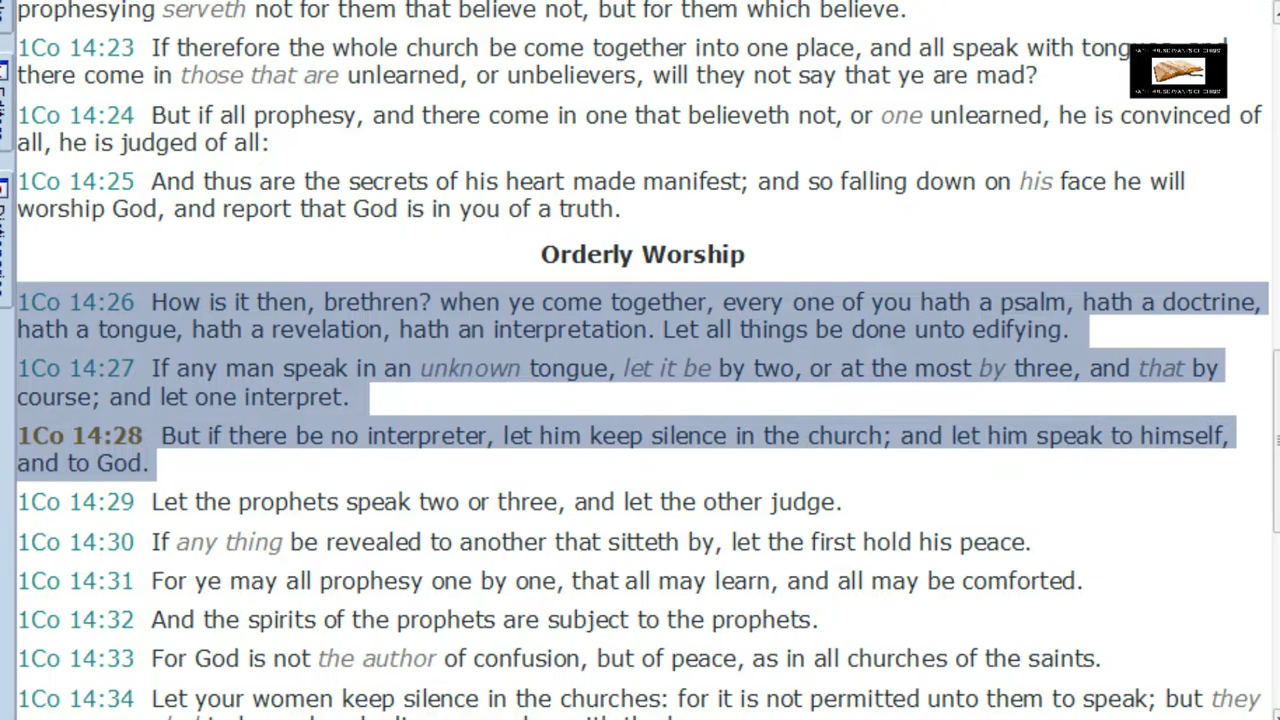 prophesying serveth not for them that believe not, but for them which believe.
1Co 14:23 If therefore the whole church be come together into one place, and all speak with
there come in those that are unlearned, or unbelievers, will they not say that ye are mad?
1Co 14:24 But if all prophesy, and there come in one that believeth not, or one unlearned, he is convinced of
all, he is judged of all:
1Co 14:25 And thus are the secrets of his heart made manifest; and so falling down on his face he will
worship God, and report that God is in you of a truth.
Orderly Worship
1Co 14:26 How is it then, brethren? when ye come together, every one of you hath a psalm, hath a doctrine,
hath a tongue, hath a revelation, hath an interpretation. Let all things be done unto edifying.
1Co 14:27 If any man speak in an unknown tongue, let it be by two, or at the most by three, and that by
course; and let one interpret.
1Co 14:28 But if there be no interpreter, let him keep silence in the church; and let him speak to himself,
and to God.
1Co 14:29 Let the prophets speak two or three, and let the other judge.
1Co 14:30 If any thing be revealed to another that sitteth by, let the first hold his peace.
1Co 14:31 For ye may all prophesy one by one, that all may learn, and all may be comforted.
1Co 14:32 And the spirits of the prophets are subject to the prophets.
1Co 14:33 For God is not the author of confusion, but of peace, as in all churches of the saints.
1Co 14:34 Let your women keep silence in the churches: for it is not permitted unto them to speak; but they